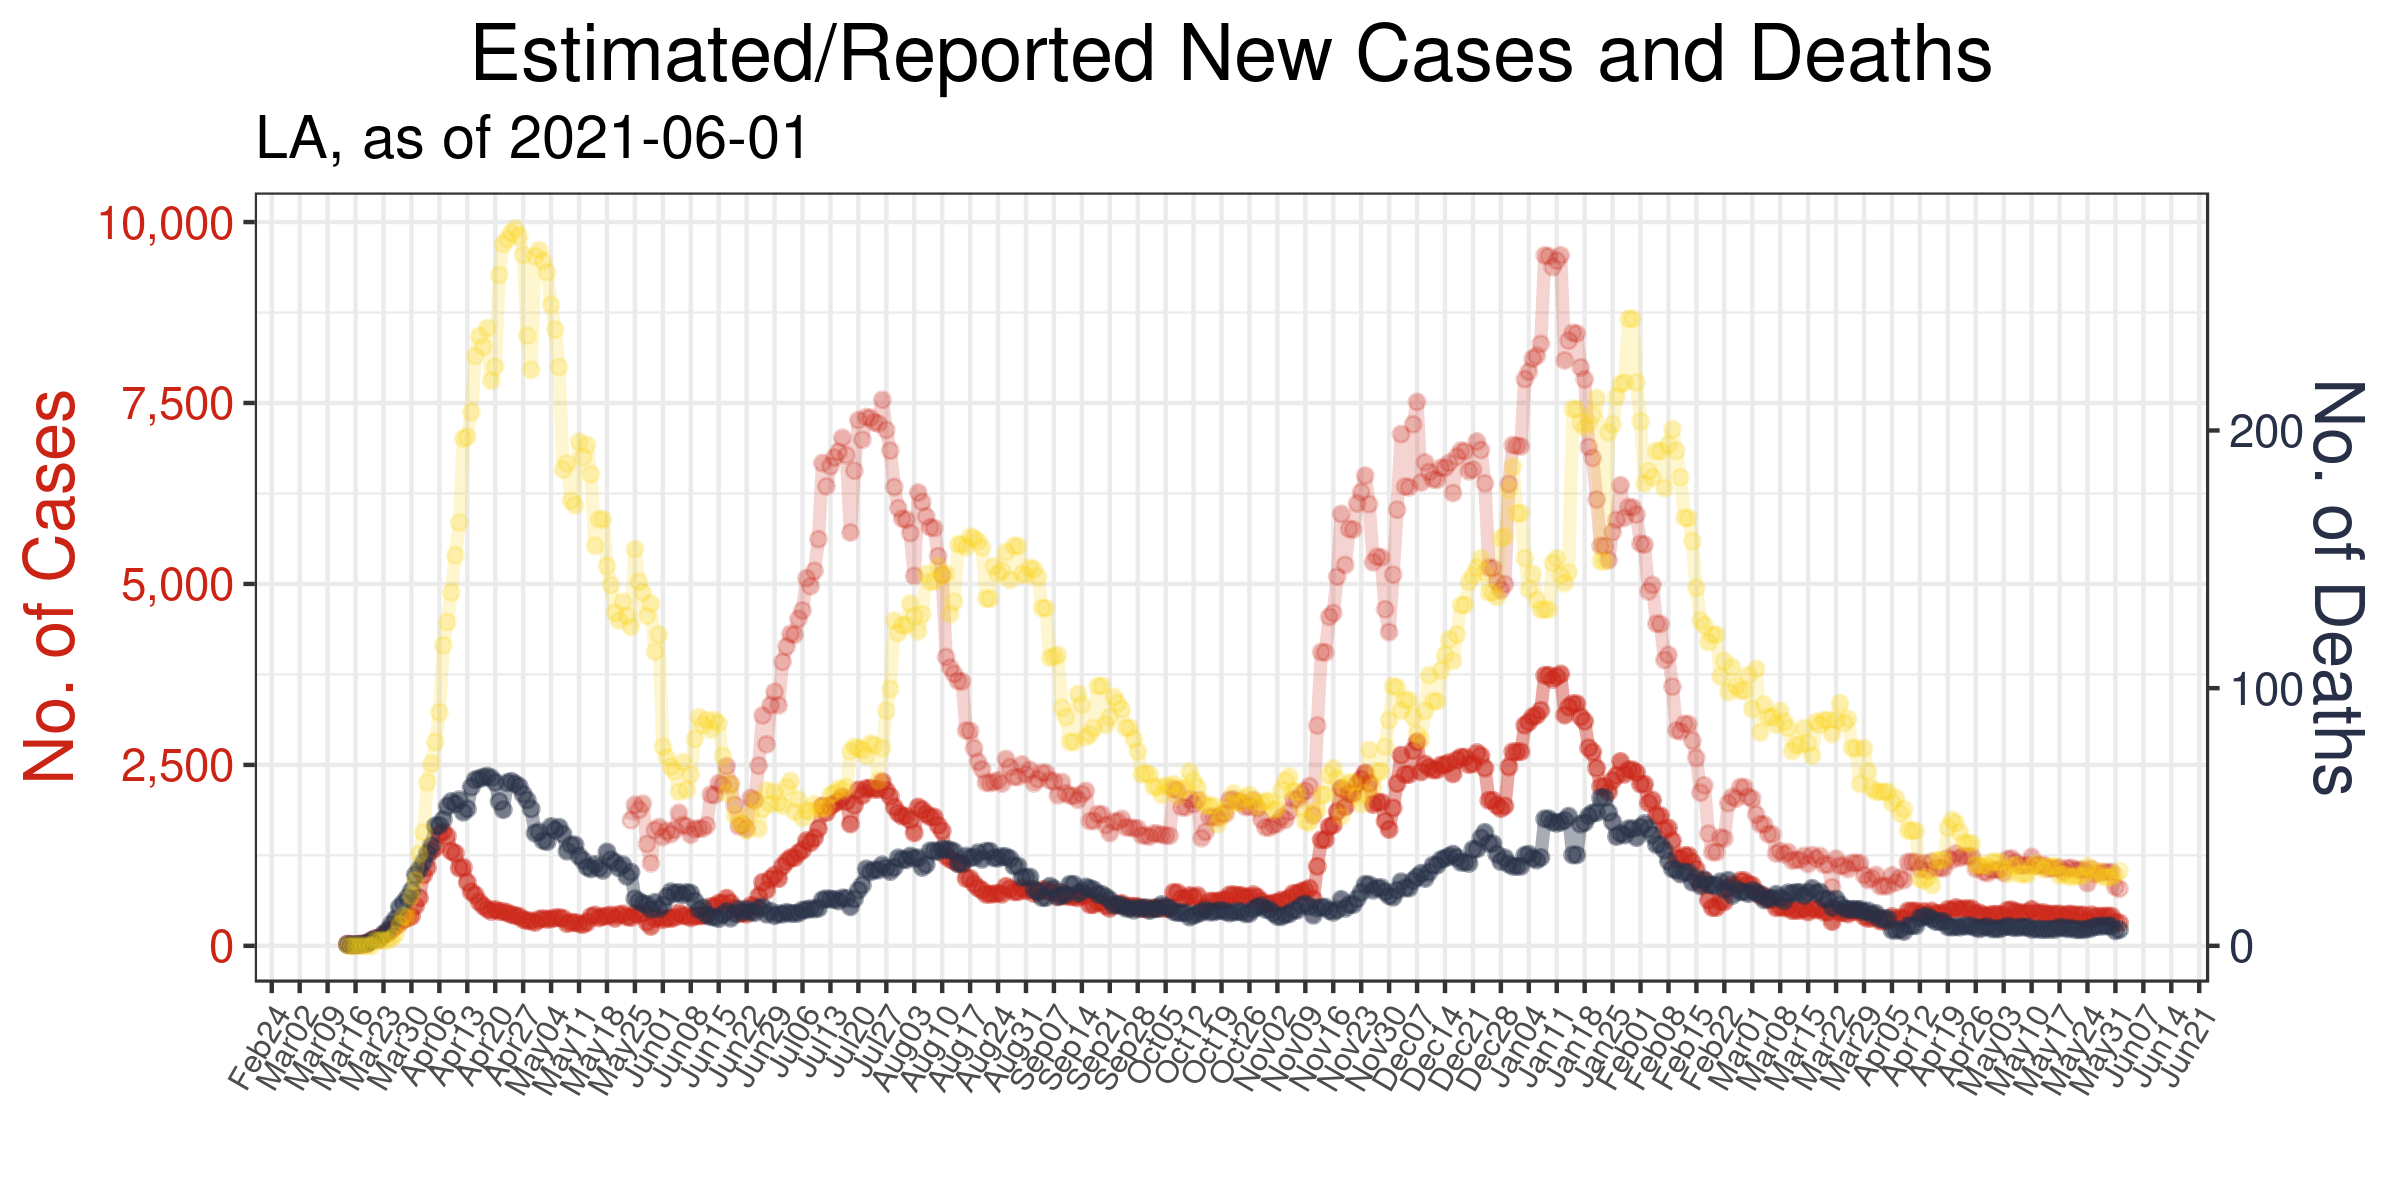 Estimated/Reported New Cases and Deaths
LA, as of 2021-06-01
No. of Cases
10,000
7,500
5,000
2,500
0
No. of Deaths
200
100
0
Feb24
Mar02
Mar09
Mar16
Mar23
Mar30
Apr06
Apr13
Apr20
Apr27
May04
May11
May18
May25
Jun01
Jun08
Jun15
Jun22
Jun29
Jul06
Jul13
Jul20
Jul27
Aug03
Aug10
Aug17
Aug24
Aug31
Sep07
Sep14
Sep21
Sep28
Oct05
Oct12
Oct19
Oct26
Nov02
Nov09
Nov16
Nov23
Nov30
Dec07
Dec14
Dec21
Dec28
Jan04
Jan11
Jan18
Jan25
Feb01
Feb08
Feb15
Feb22
Mar01
Mar08
Mar15
Mar22
Mar29
Apr05
Apr12
Apr19
Apr26
May03
May10
May17
May24
May31
Jun07
Jun14
Jun21